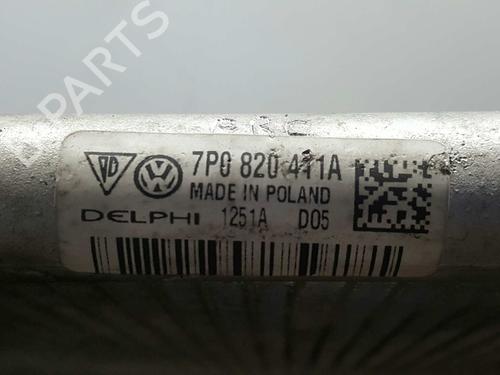 B-PARTS
7P0 820 411A
MADE IN POLAND
DELPHI 1251A D05